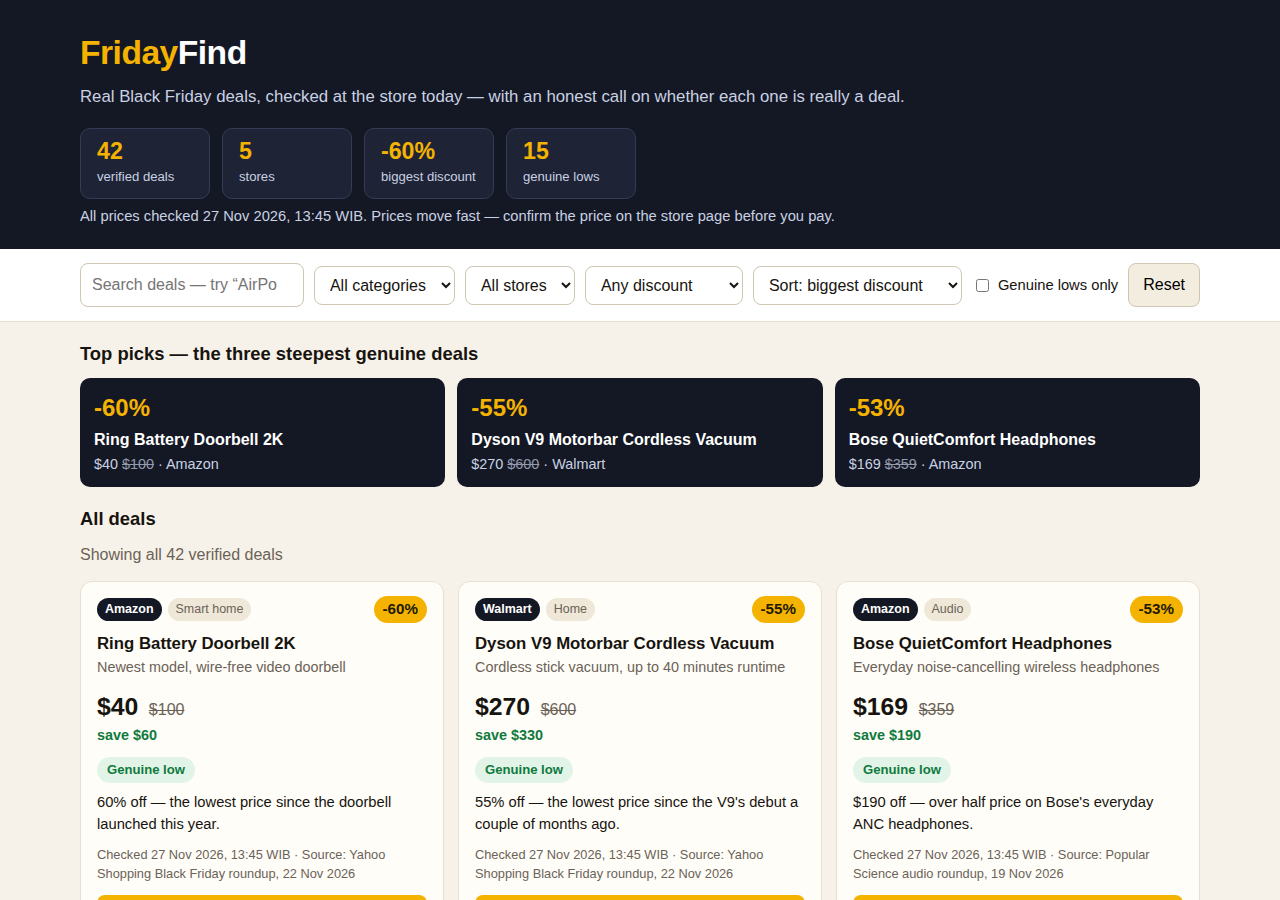 FridayFind
Real Black Friday deals, checked at the store today — with an honest call on whether each one is really a deal.
42
verified deals
5
stores
-60%
biggest discount
15
genuine lows
All prices checked 27 Nov 2026, 13:45 WIB. Prices move fast — confirm the price on the store page before you pay.
Search deals — try “AirPo
All categories
All stores
Any discount
Sort: biggest discount
Genuine lows only
Reset
Top picks — the three steepest genuine deals
-60%
Ring Battery Doorbell 2K
$40 $100 · Amazon
-55%
Dyson V9 Motorbar Cordless Vacuum
$270 $600 · Walmart
-53%
Bose QuietComfort Headphones
$169 $359 · Amazon
All deals
Showing all 42 verified deals
Amazon Smart home -60%
Ring Battery Doorbell 2K
Newest model, wire-free video doorbell
$40 $100
save $60
Genuine low
60% off — the lowest price since the doorbell
launched this year.
Checked 27 Nov 2026, 13:45 WIB · Source: Yahoo
Shopping Black Friday roundup, 22 Nov 2026
Walmart Home -55%
Dyson V9 Motorbar Cordless Vacuum
Cordless stick vacuum, up to 40 minutes runtime
$270 $600
save $330
Genuine low
55% off — the lowest price since the V9's debut a
couple of months ago.
Checked 27 Nov 2026, 13:45 WIB · Source: Yahoo
Shopping Black Friday roundup, 22 Nov 2026
Amazon Audio -53%
Bose QuietComfort Headphones
Everyday noise-cancelling wireless headphones
$169 $359
save $190
Genuine low
$190 off — over half price on Bose's everyday
ANC headphones.
Checked 27 Nov 2026, 13:45 WIB · Source: Popular
Science audio roundup, 19 Nov 2026